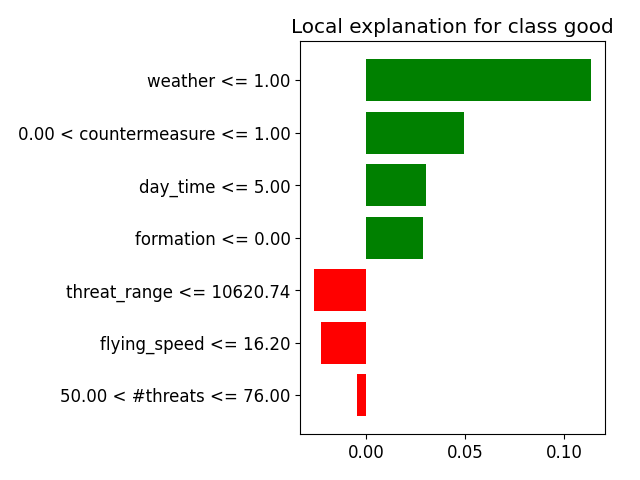 Local explanation for class good
weather <= 1.00
0.00 < countermeasure <= 1.00
day_time <= 5.00
formation <= 0.00
threat_range <= 10620.74
flying_speed <= 16.20
50.00 < #threats <= 76.00
0.00 0.05 0.10